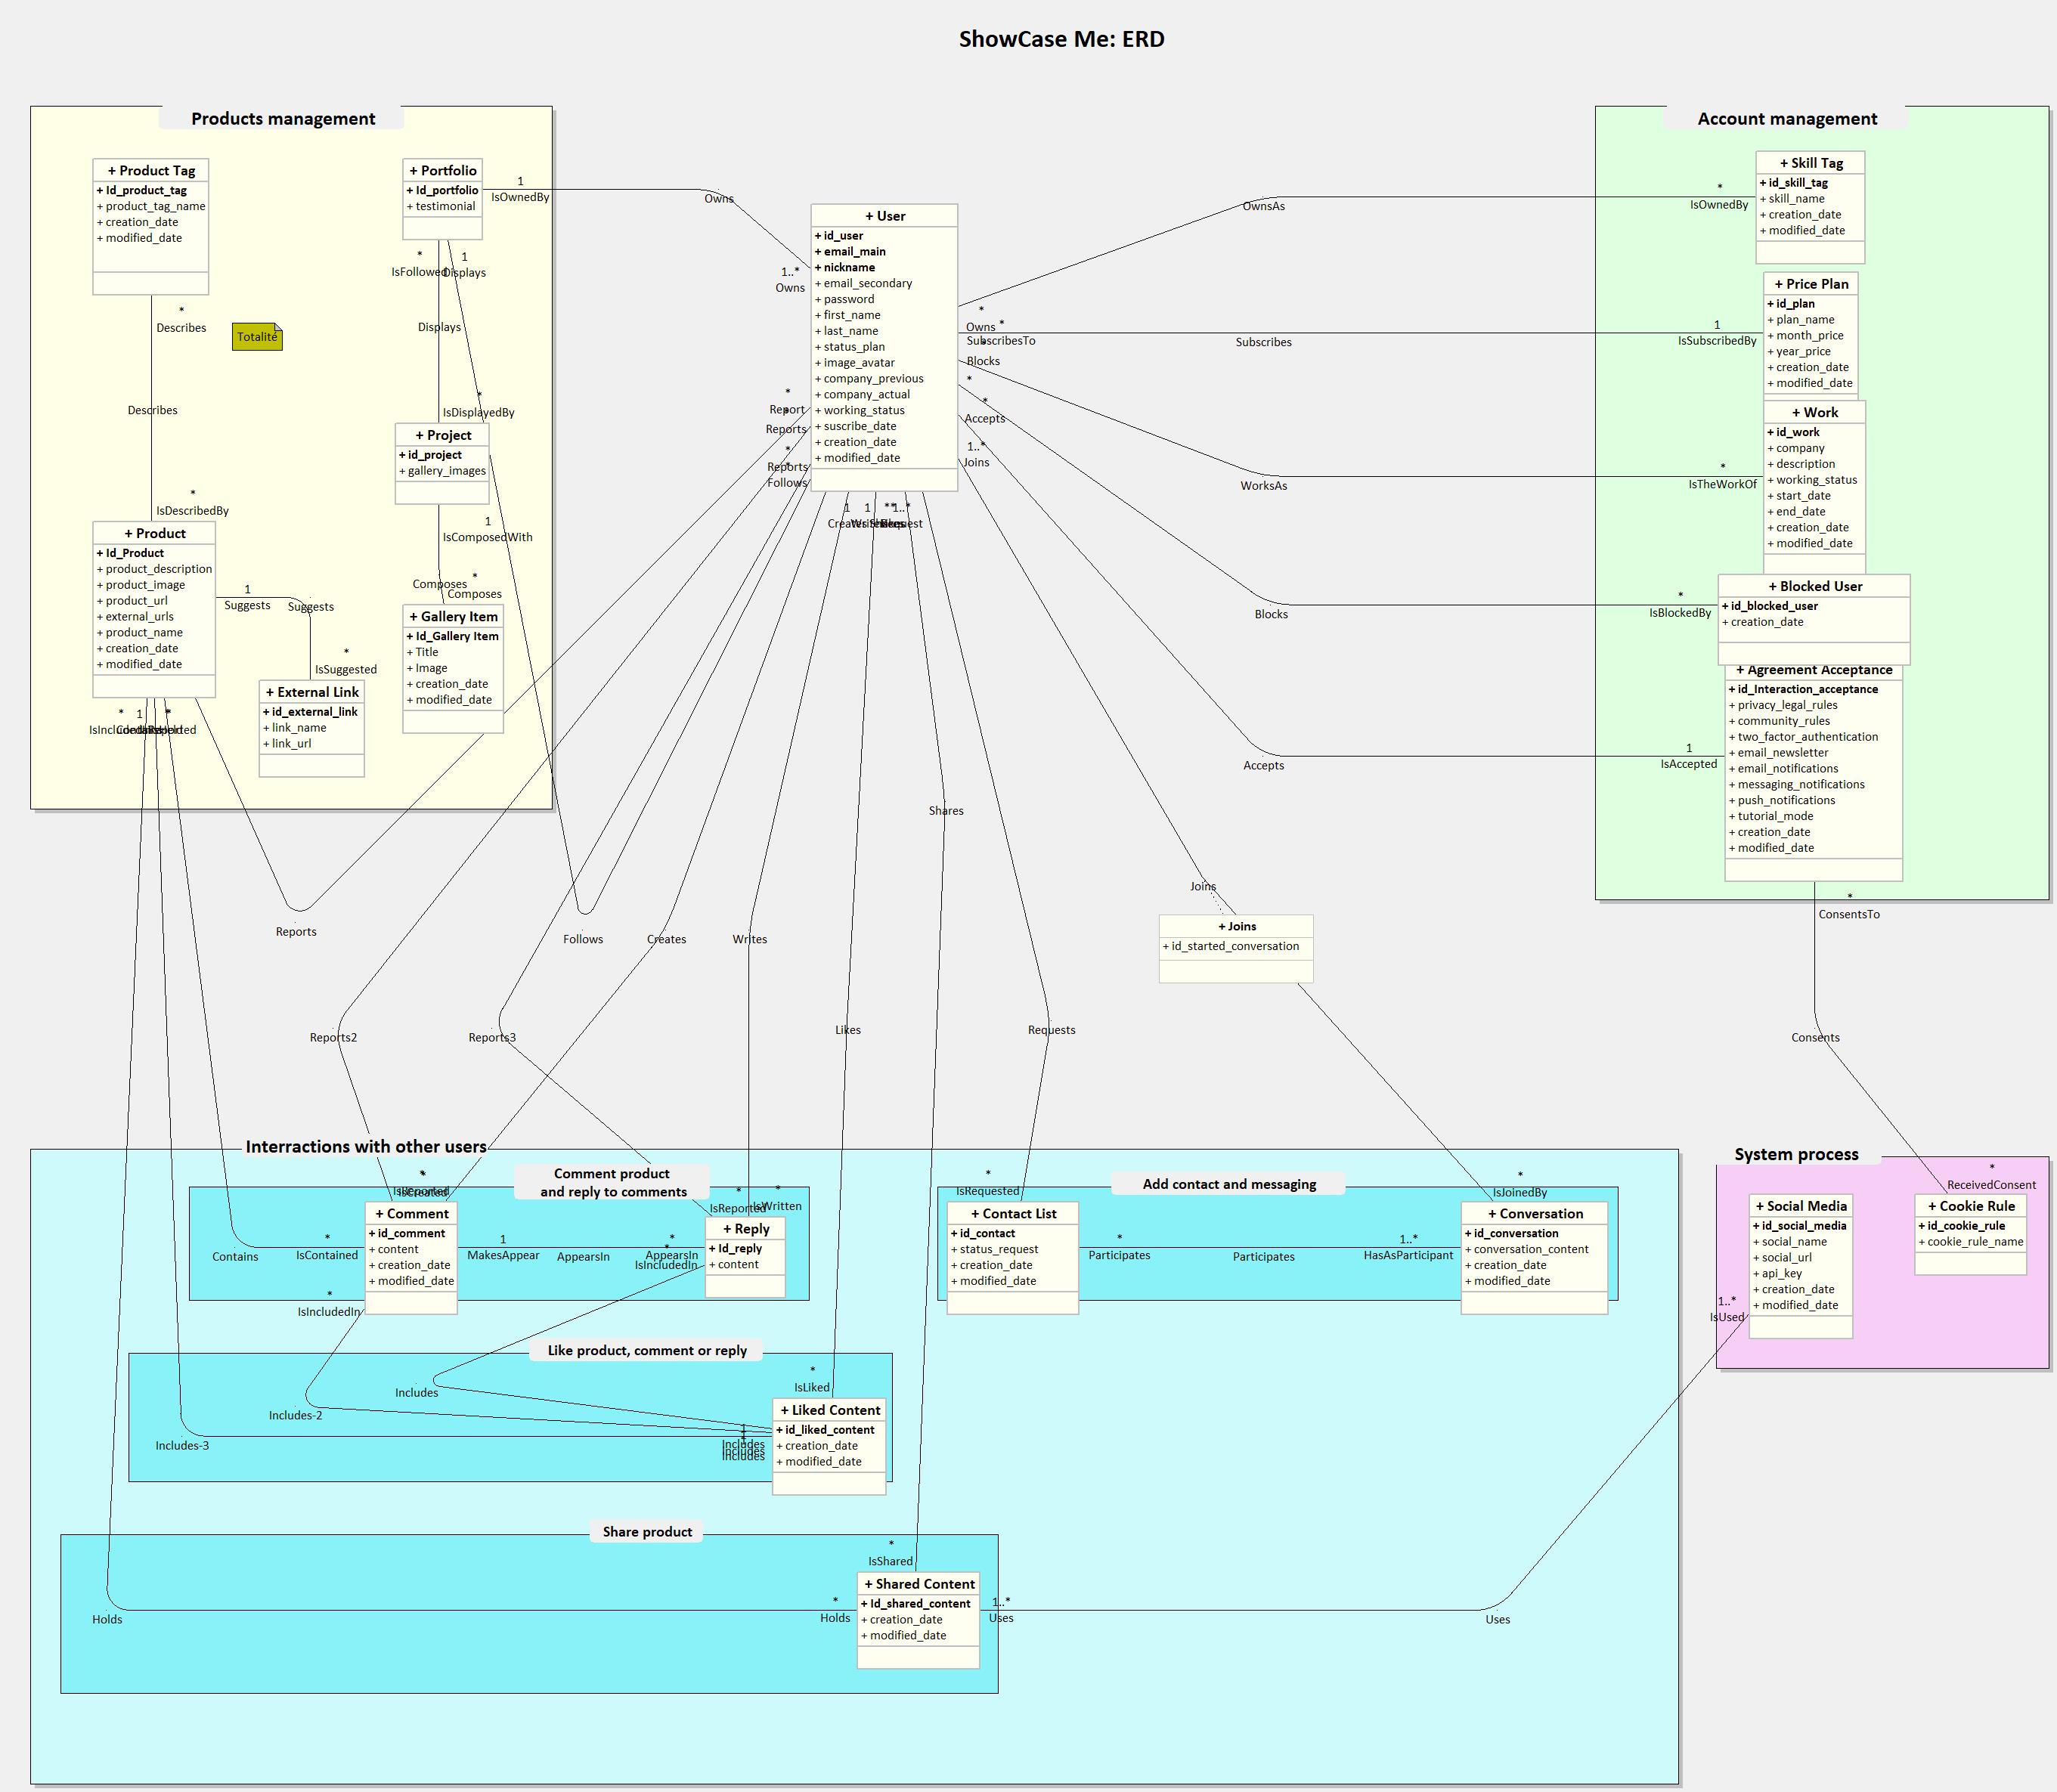 ShowCase Me: ERD
Products management
+ Product Tag
+ Id_product_tag
+ product_tag_name
+ creation_date
+ modified_date
*
Describes
Totalité
Describes
*
IsDescribedBy
+ Portfolio
+ Id_portfolio
+ testimonial
1
IsOwnedBy
Owns
*
IsFollowed
1
Displays
Displays
*
IsDisplayedBy
+ Project
+ id_project
+ gallery_images
1
IsComposedWith
Composes
*
Composes
+ Product
+ Id_Product
+ product_description
+ product_image
+ product_url
+ external_urls
+ product_name
+ creation_date
+ modified_date
1
Suggests
Suggests
*
IsSuggested
+ External Link
+ id_external_link
+ link_name
+ link_url
+ Gallery Item
+ Id_Gallery Item
+ Title
+ Image
+ creation_date
+ modified_date
*
1
*
+ User
+ id_user
+ email_main
+ nickname
+ email_secondary
+ password
+ first_name
+ last_name
+ status_plan
+ image_avatar
+ company_previous
+ company_actual
+ working_status
+ suscribe_date
+ creation_date
+ modified_date
1..*
Owns
*
Report
*
Reports
*
Reports
*
Follows
*
Owns
*
SubscribesTo
*
Blocks
*
*
Accepts
1..*
Joins
1
1
**
1..*
OwnsAs
Subscribes
WorksAs
Blocks
Accepts
Account management
*
IsOwnedBy
+ Skill Tag
+ id_skill_tag
+ skill_name
+ creation_date
+ modified_date
1
IsSubscribedBy
+ Price Plan
+ id_plan
+ plan_name
+ month_price
+ year_price
+ creation_date
+ modified_date
*
IsTheWorkOf
+ Work
+ id_work
+ company
+ description
+ working_status
+ start_date
+ end_date
+ creation_date
+ modified_date
*
IsBlockedBy
+ Blocked User
+ id_blocked_user
+ creation_date
1
IsAccepted
+ Agreement Acceptance
+ id_Interaction_acceptance
+ privacy_legal_rules
+ community_rules
+ two_factor_authentication
+ email_newsletter
+ email_notifications
+ messaging_notifications
+ push_notifications
+ tutorial_mode
+ creation_date
+ modified_date
*
ConsentsTo
Consents
Reports
Follows
Creates
Writes
Shares
Joins
+ Joins
+ id_started_conversation
Reports2
Reports3
Likes
Requests
Interractions with other users
Comment product
and reply to comments
*
IsCreated
+ Comment
+ id_comment
+ content
+ creation_date
+ modified_date
Contains
*
IsContained
1
MakesAppear
AppearsIn
*
AppearsIn
*
IsIncludedIn
*
IsReported
*
IsWritten
+ Reply
+ Id_reply
+ content
*
IsIncludedIn
Add contact and messaging
*
IsRequested
+ Contact List
+ id_contact
+ status_request
+ creation_date
+ modified_date
*
Participates
Participates
1..*
HasAsParticipant
*
IsJoinedBy
+ Conversation
+ id_conversation
+ conversation_content
+ creation_date
+ modified_date
Like product, comment or reply
Includes
Includes-2
Includes-3
*
IsLiked
1
Includes
Includes
+ Liked Content
+ id_liked_content
+ creation_date
+ modified_date
Share product
*
IsShared
+ Shared Content
+ Id_shared_content
+ creation_date
+ modified_date
Holds
*
Holds
1..*
Uses
Uses
System process
*
ReceivedConsent
+ Social Media
+ id_social_media
+ social_name
+ social_url
+ api_key
+ creation_date
+ modified_date
1..*
IsUsed
+ Cookie Rule
+ id_cookie_rule
+ cookie_rule_name